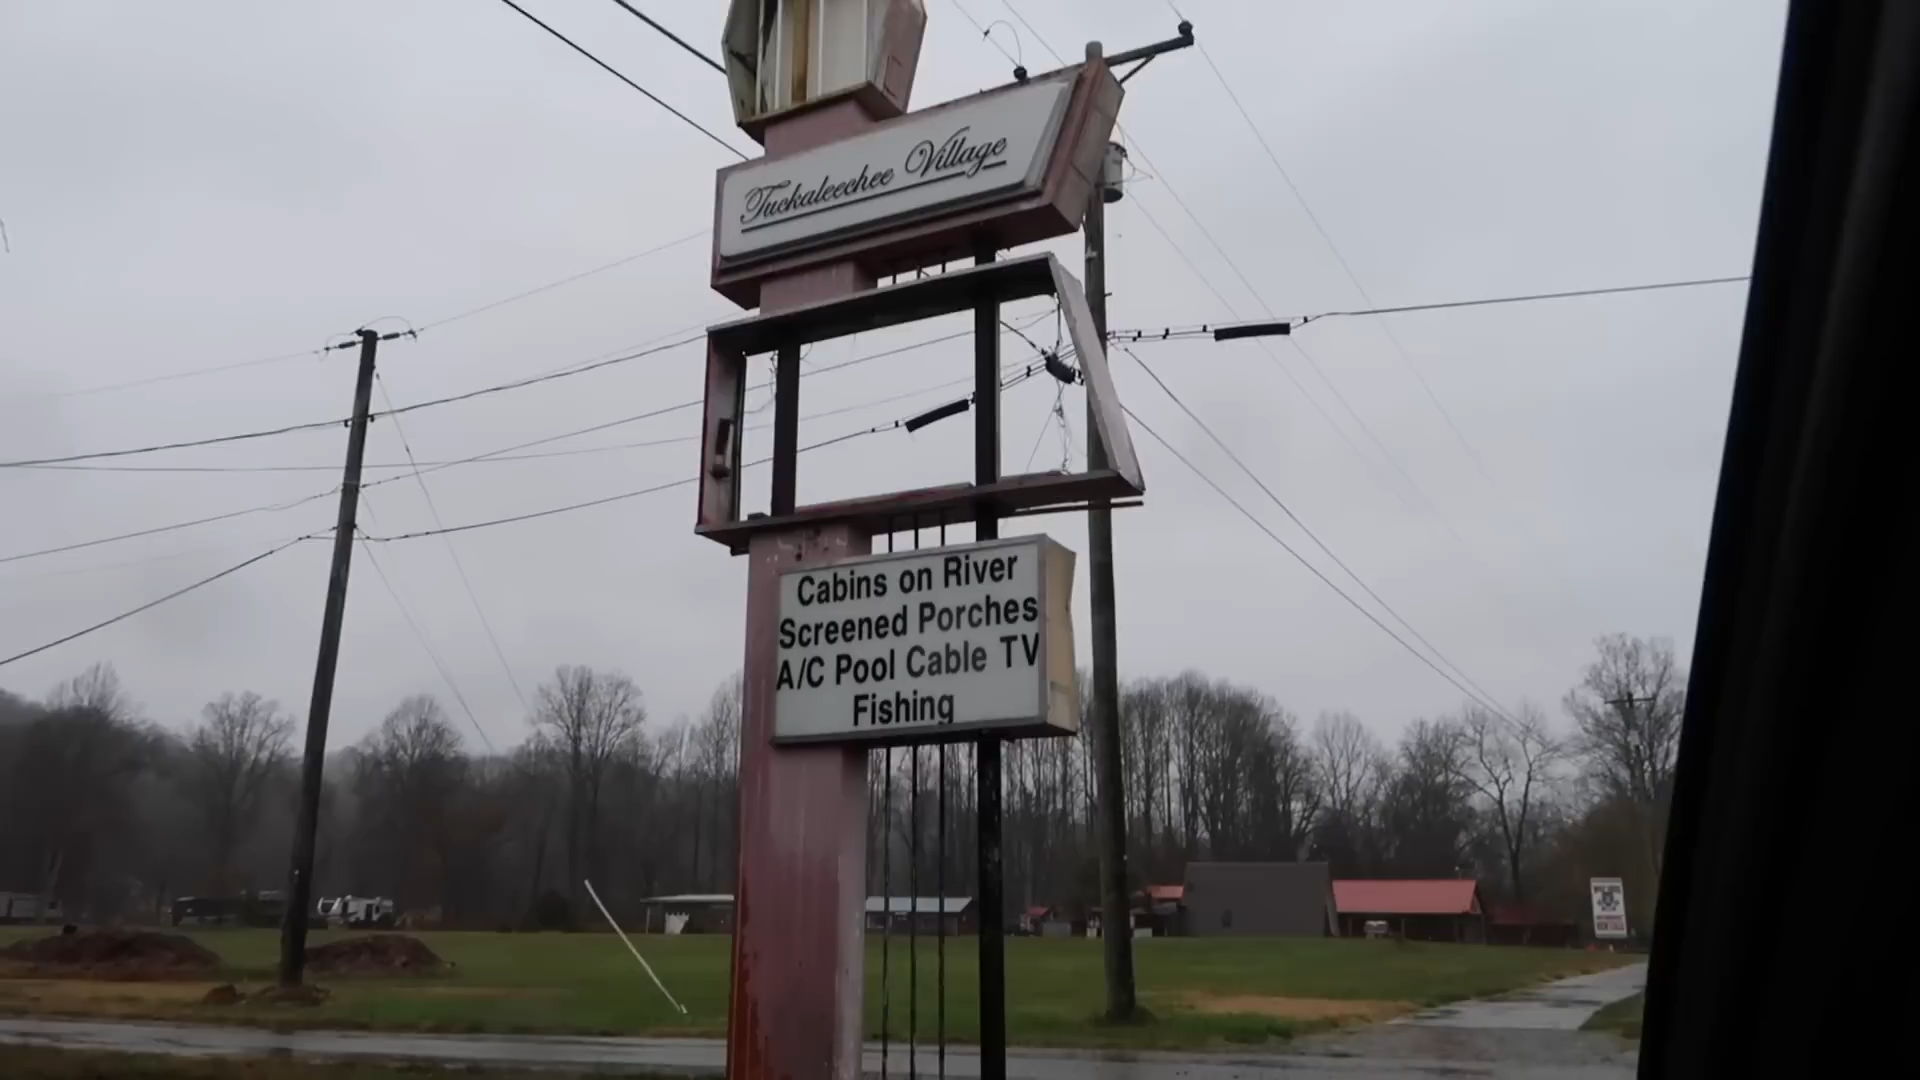 Tuckaleechee Village
Cabins on River
Screened Porches
A/C Pool Cable TV
Fishing